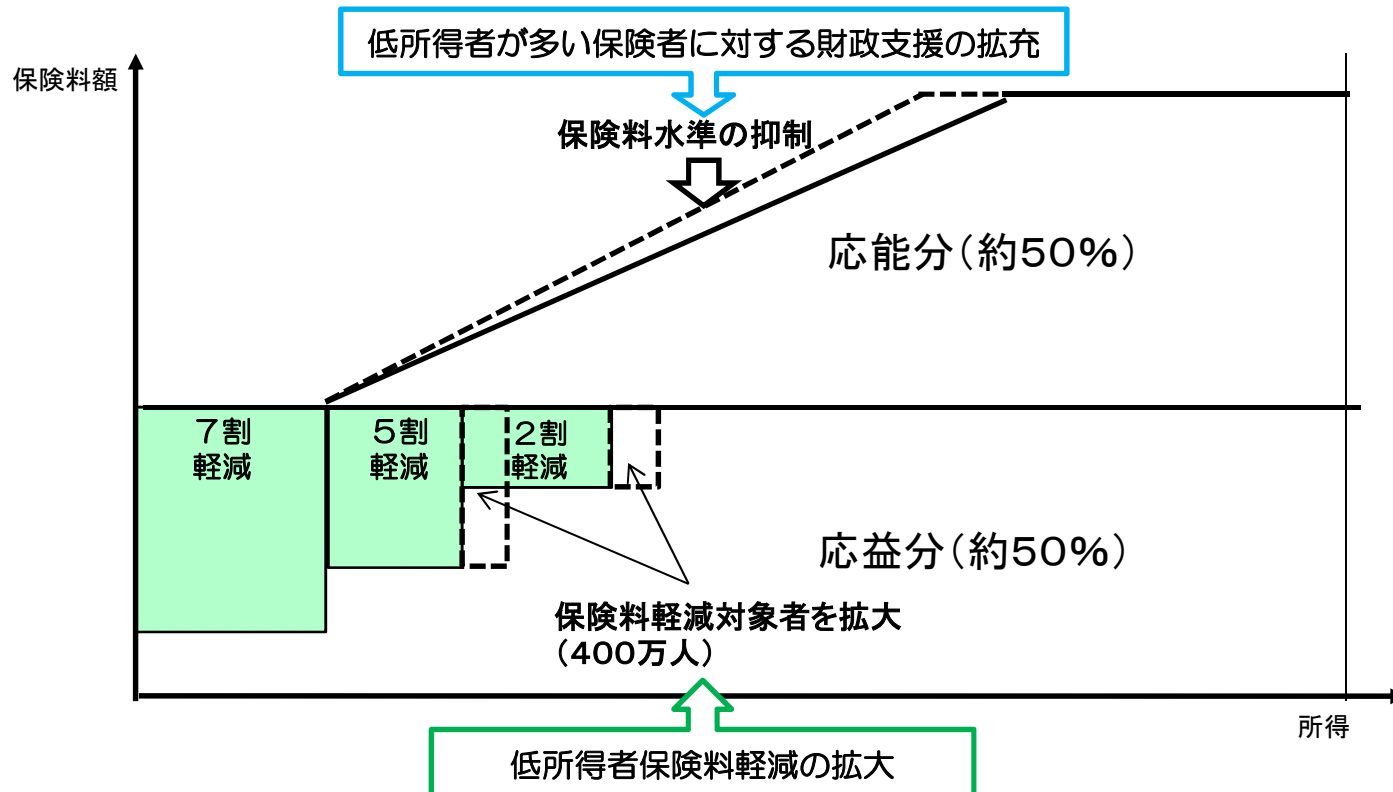 低所得者が多い保険者に対する財政支援の拡充
保険料額
保険料水準の抑制
応能分（約50％）
７割
軽減
５割
軽減
２割
軽減
応益分（約50％）
保険料軽減対象者を拡大
（400万人）
所得
低所得者保険料軽減の拡大